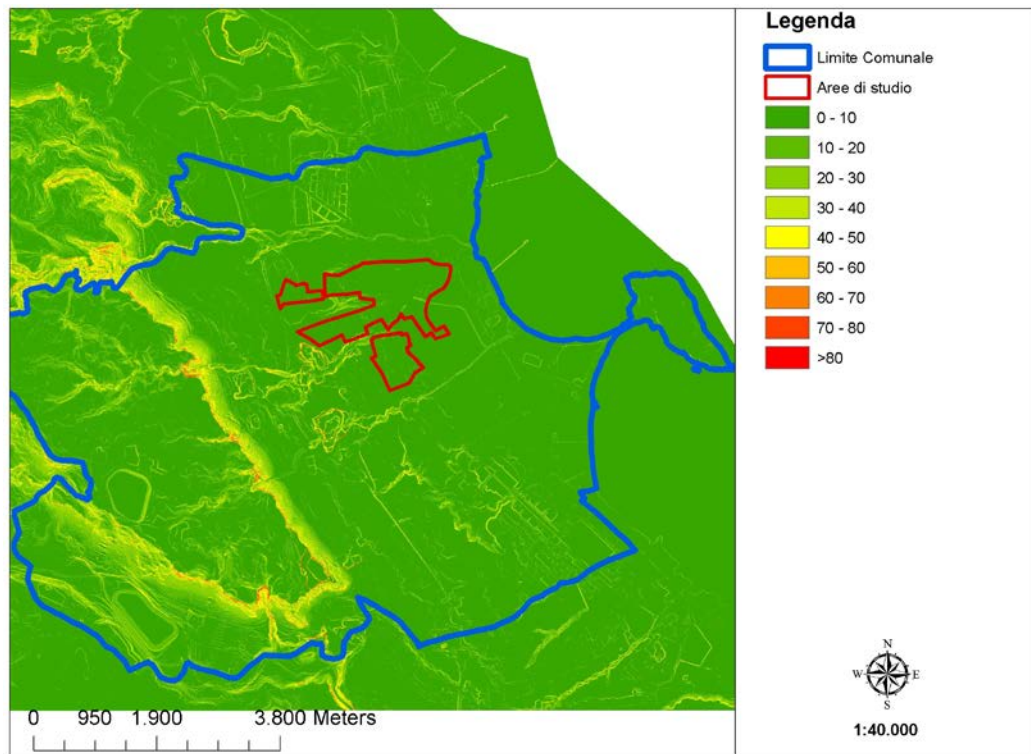 Legenda
Limite Comunale
Aree di studio
0 - 10
10 - 20
20 - 30
30 - 40
40 - 50
50 - 60
60 - 70
70 - 80
>80
N
W E
S
1:40.000
0 950 1.900 3.800 Meters